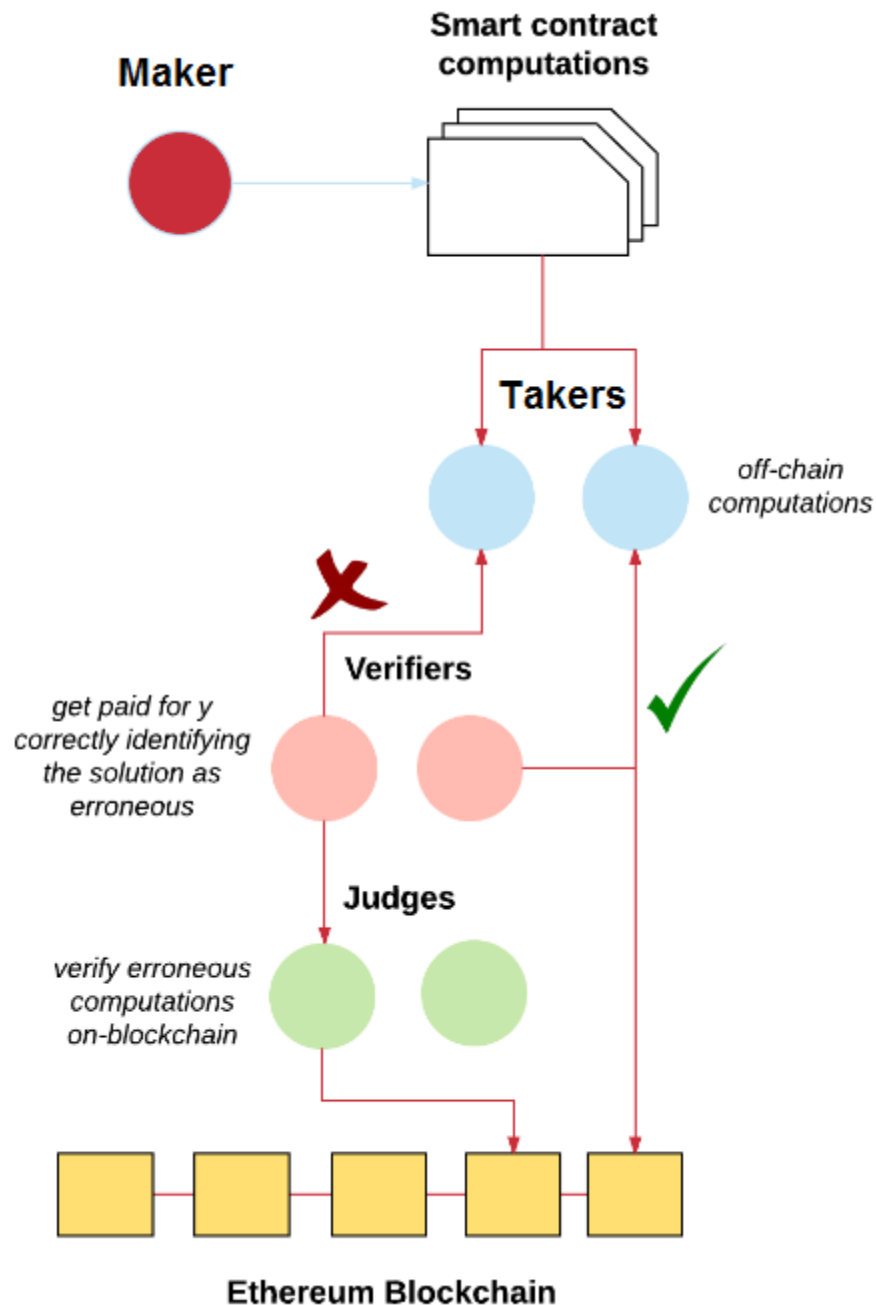 Smart contract
computations
Maker
Takers
off-chain
computations
Verifiers
get paid for y
correctly identifying
the solution as
erroneous
Judges
verify erroneous
computations
on-blockchain
Ethereum Blockchain